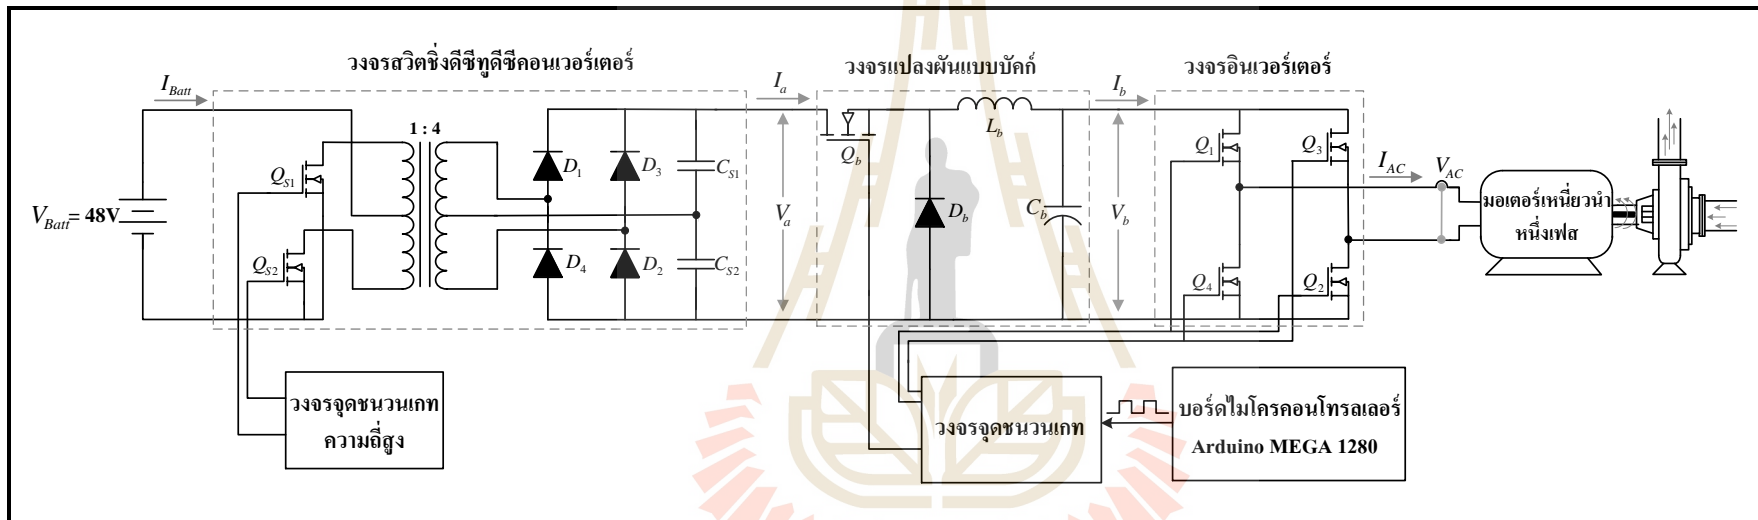 วงจรสวิตชิ่งดีซีทูดีซีคอนเวอร์เตอร์
วงจรแปลงผันแบบบัคก์
วงจรอินเวอร์เตอร์
I_Batt
I_a
I_b
1 : 4
Q_S1
D_1
D_3
C_S1
Q_b
L_b
Q_1
Q_3
I_AC
V_AC
V_Batt = 48V
V_a
D_b
C_b
V_b
มอเตอร์เหนี่ยวนำ
หนึ่งเฟส
Q_S2
D_4
D_2
C_S2
Q_4
Q_2
วงจรจุดชนวนเกท
ความถี่สูง
วงจรจุดชนวนเกท
บอร์ดไมโครคอนโทรลเลอร์
Arduino MEGA 1280